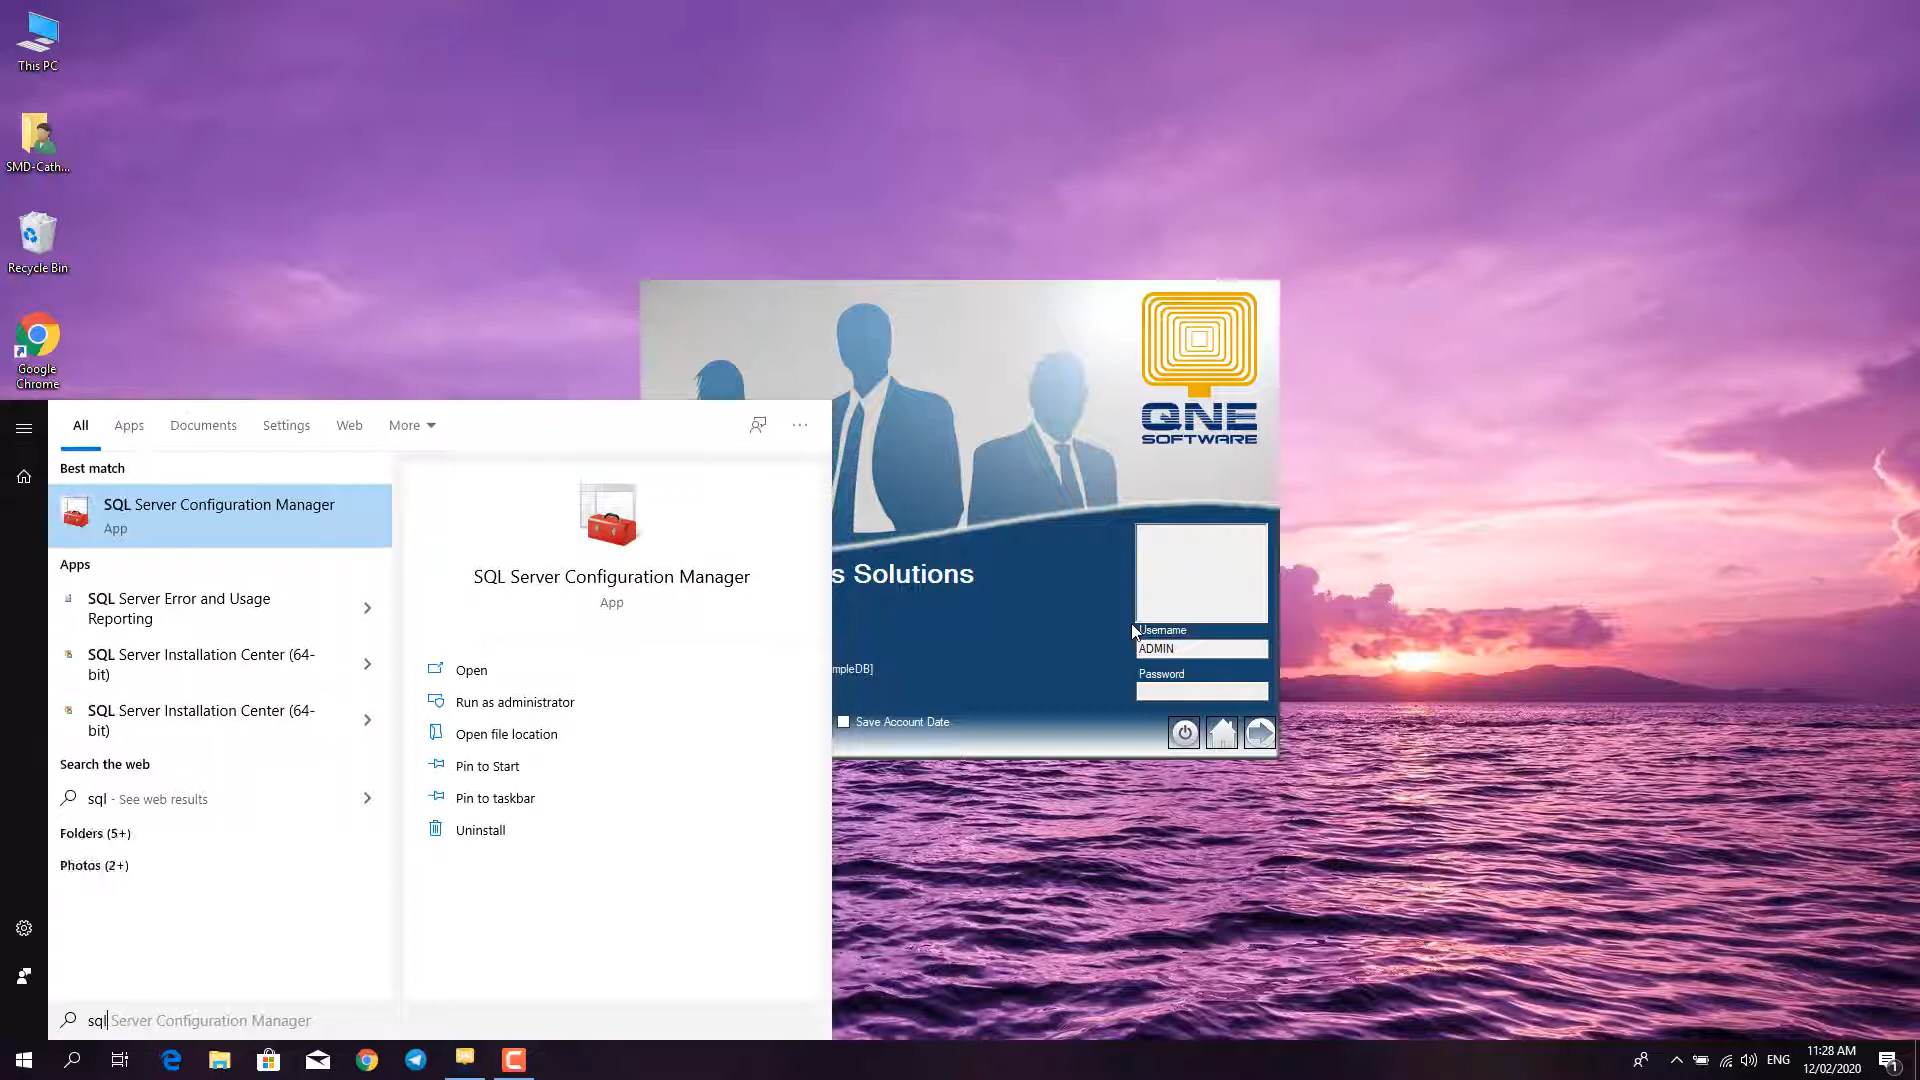 This PC
SMD-Cath...
Recycle Bin
Google
Chrome
QNE
SOFTWARE
s Solutions
Username
ADMIN
mpleDB]
Password
Save Account Date
All
Apps
Documents
Settings
Web
More
Best match
SQL Server Configuration Manager
App
Apps
SQL Server Error and Usage
Reporting
SQL Server Installation Center (64-
bit)
SQL Server Installation Center (64-
bit)
Search the web
sql - See web results
Folders (5+)
Photos (2+)
SQL Server Configuration Manager
App
Open
Run as administrator
Open file location
Pin to Start
Pin to taskbar
Uninstall
sql Server Configuration Manager
ENG
11:28 AM
12/02/2020
1